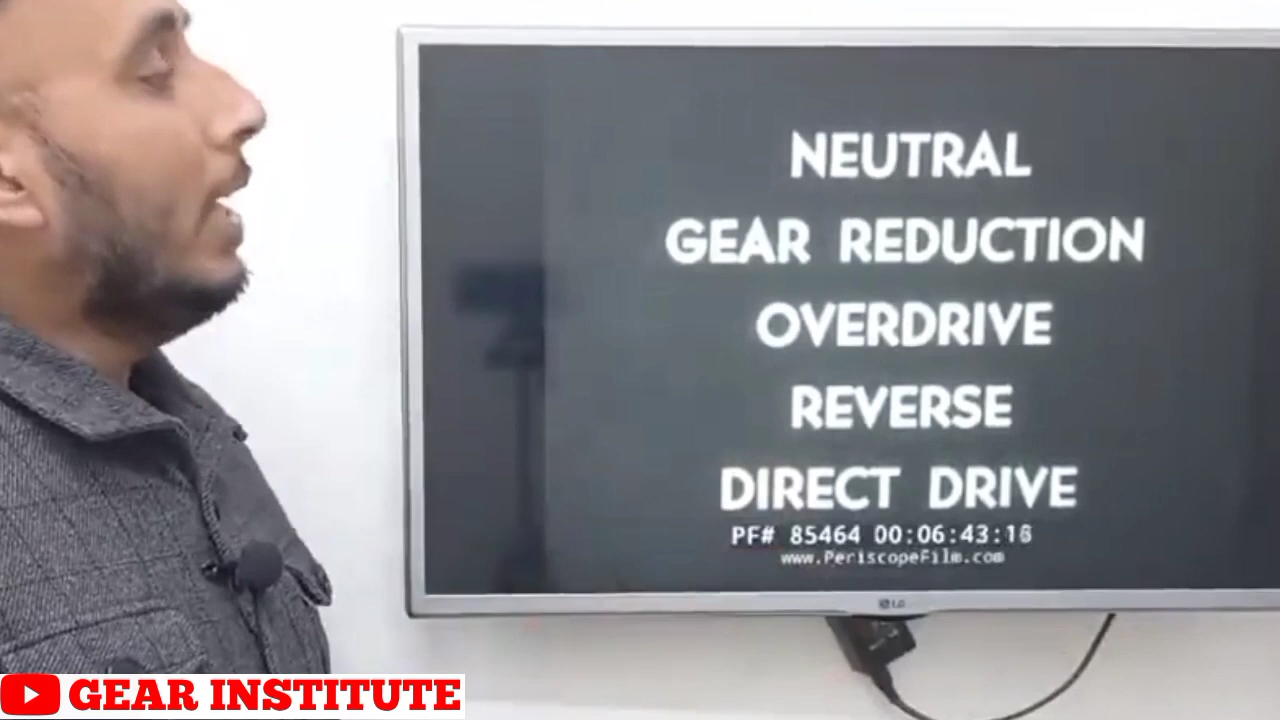 NEUTRAL
GEAR REDUCTION
OVERDRIVE
REVERSE
DIRECT DRIVE
PF# 85464 00:06:43:18
www.PeriscopeFilm.com
LG
GEAR INSTITUTE